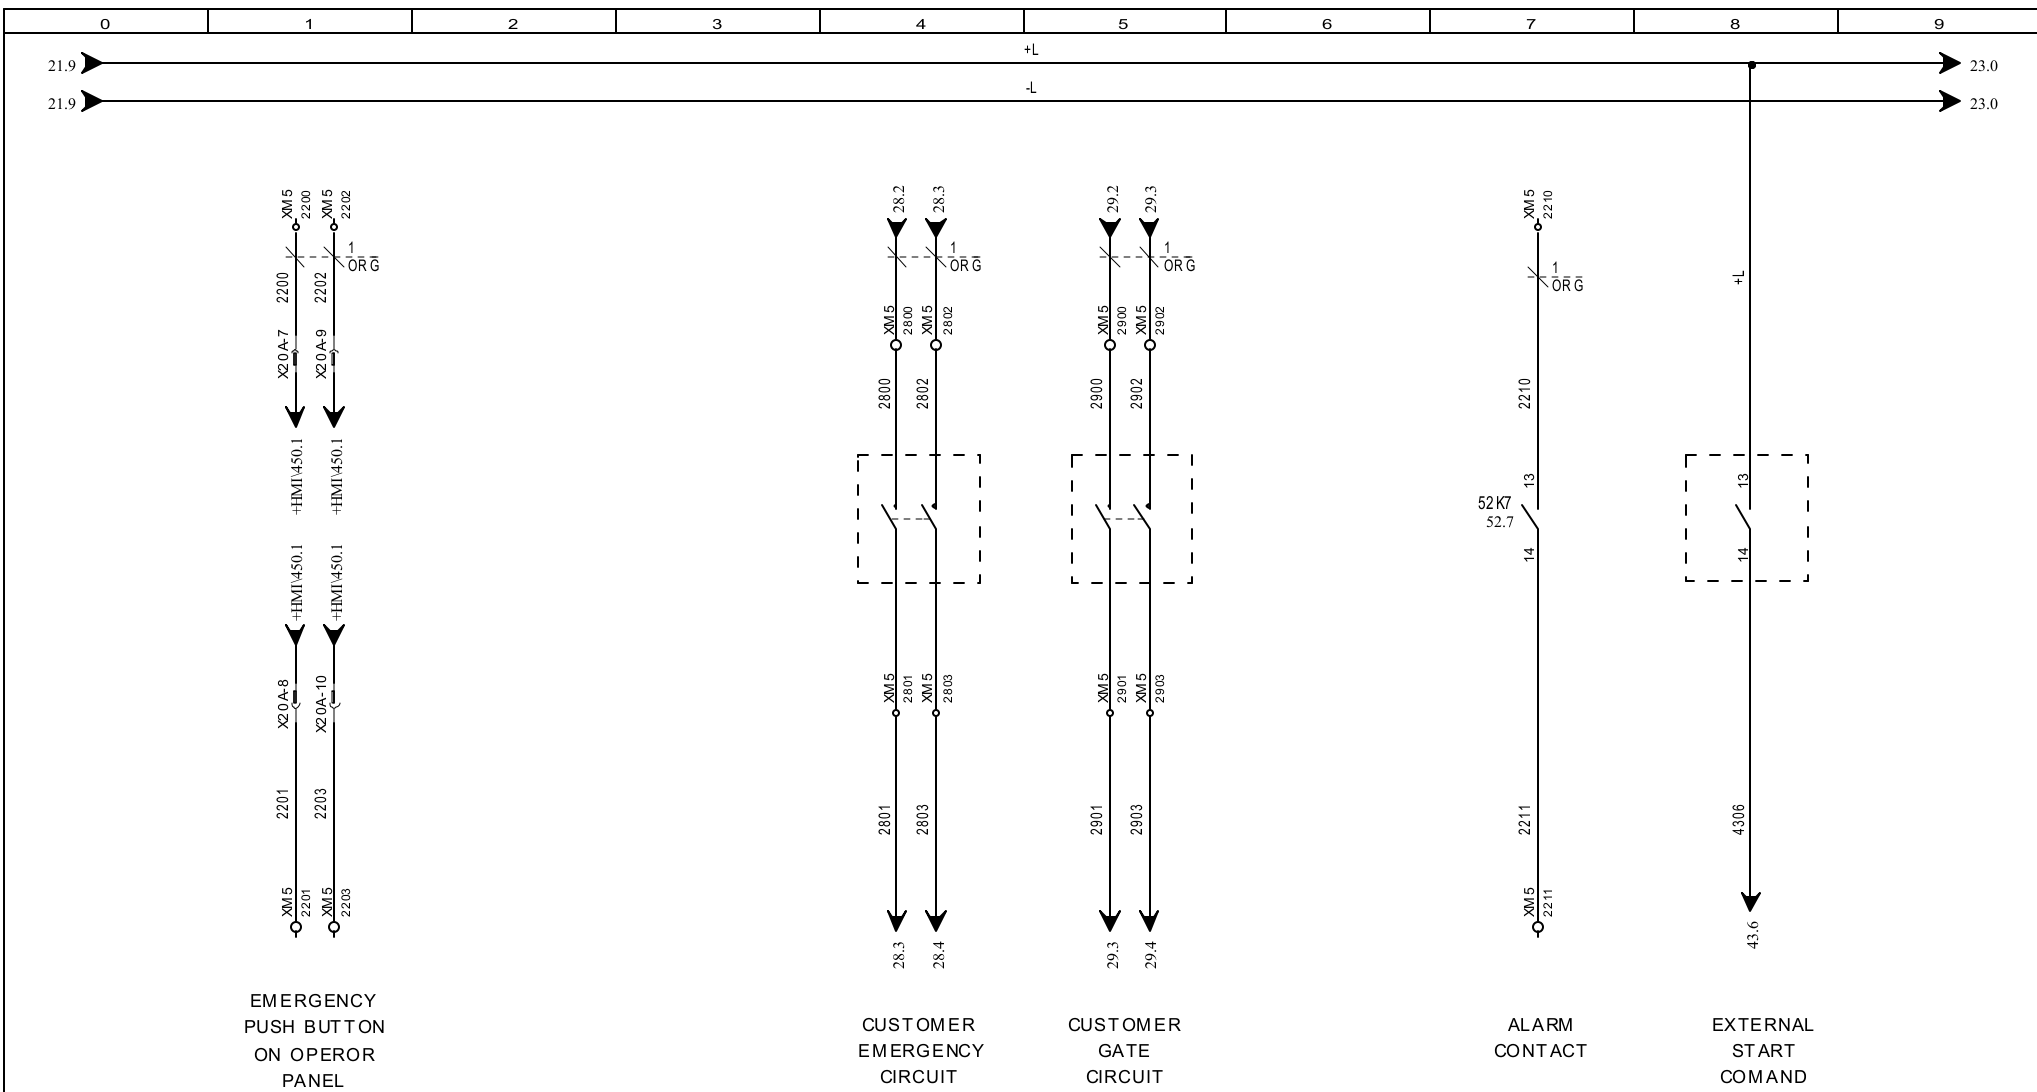 0 1 2 3 4 5 6 7 8 9
+L
21.9 23.0
-L
21.9 23.0
XM5 2200
XM5 2202
1
ORG
2200
2202
X20A-7
X20A-9
+HMI\450.1
+HMI\450.1
+HMI\450.1
+HMI\450.1
X20A-8
X20A-10
2201
2203
XM5 2201
XM5 2203
EMERGENCY
PUSH BUTTON
ON OPEROR
PANEL
28.2
28.3
1
ORG
XM5 2800
XM5 2802
2800
2802
XM5 2801
XM5 2803
2801
2803
28.3
28.4
CUSTOMER
EMERGENCY
CIRCUIT
29.2
29.3
1
ORG
XM5 2900
XM5 2902
2900
2902
XM5 2901
XM5 2903
2901
2903
29.3
29.4
CUSTOMER
GATE
CIRCUIT
XM5 2210
1
ORG
2210
13
52K7
52.7
14
2211
XM5 2211
ALARM
CONTACT
+L
13
14
4306
43.6
EXTERNAL
START
COMAND